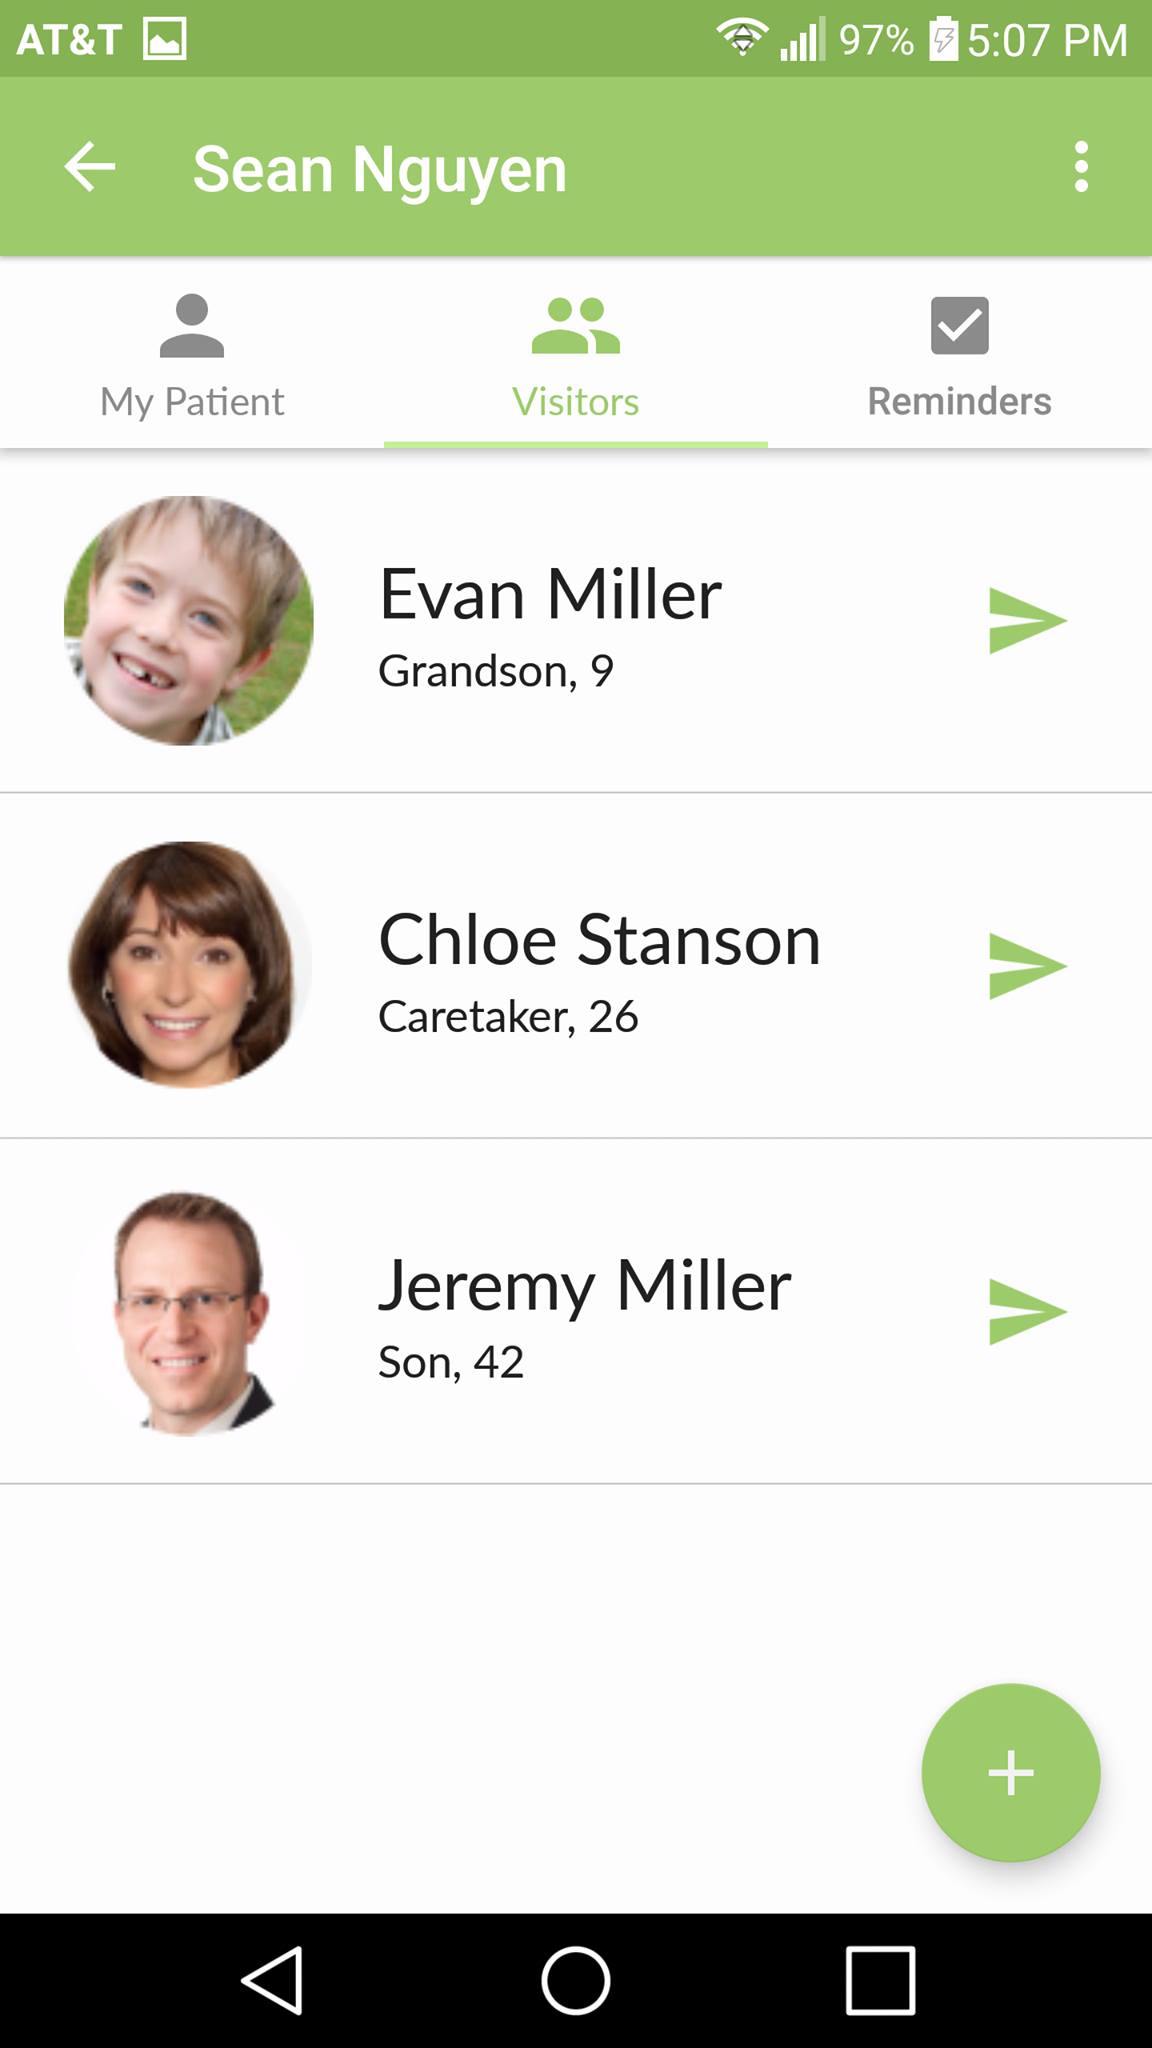 AT&T 97% 5:07 PM
Sean Nguyen
My Patient Visitors Reminders
Evan Miller
Grandson, 9
Chloe Stanson
Caretaker, 26
Jeremy Miller
Son, 42